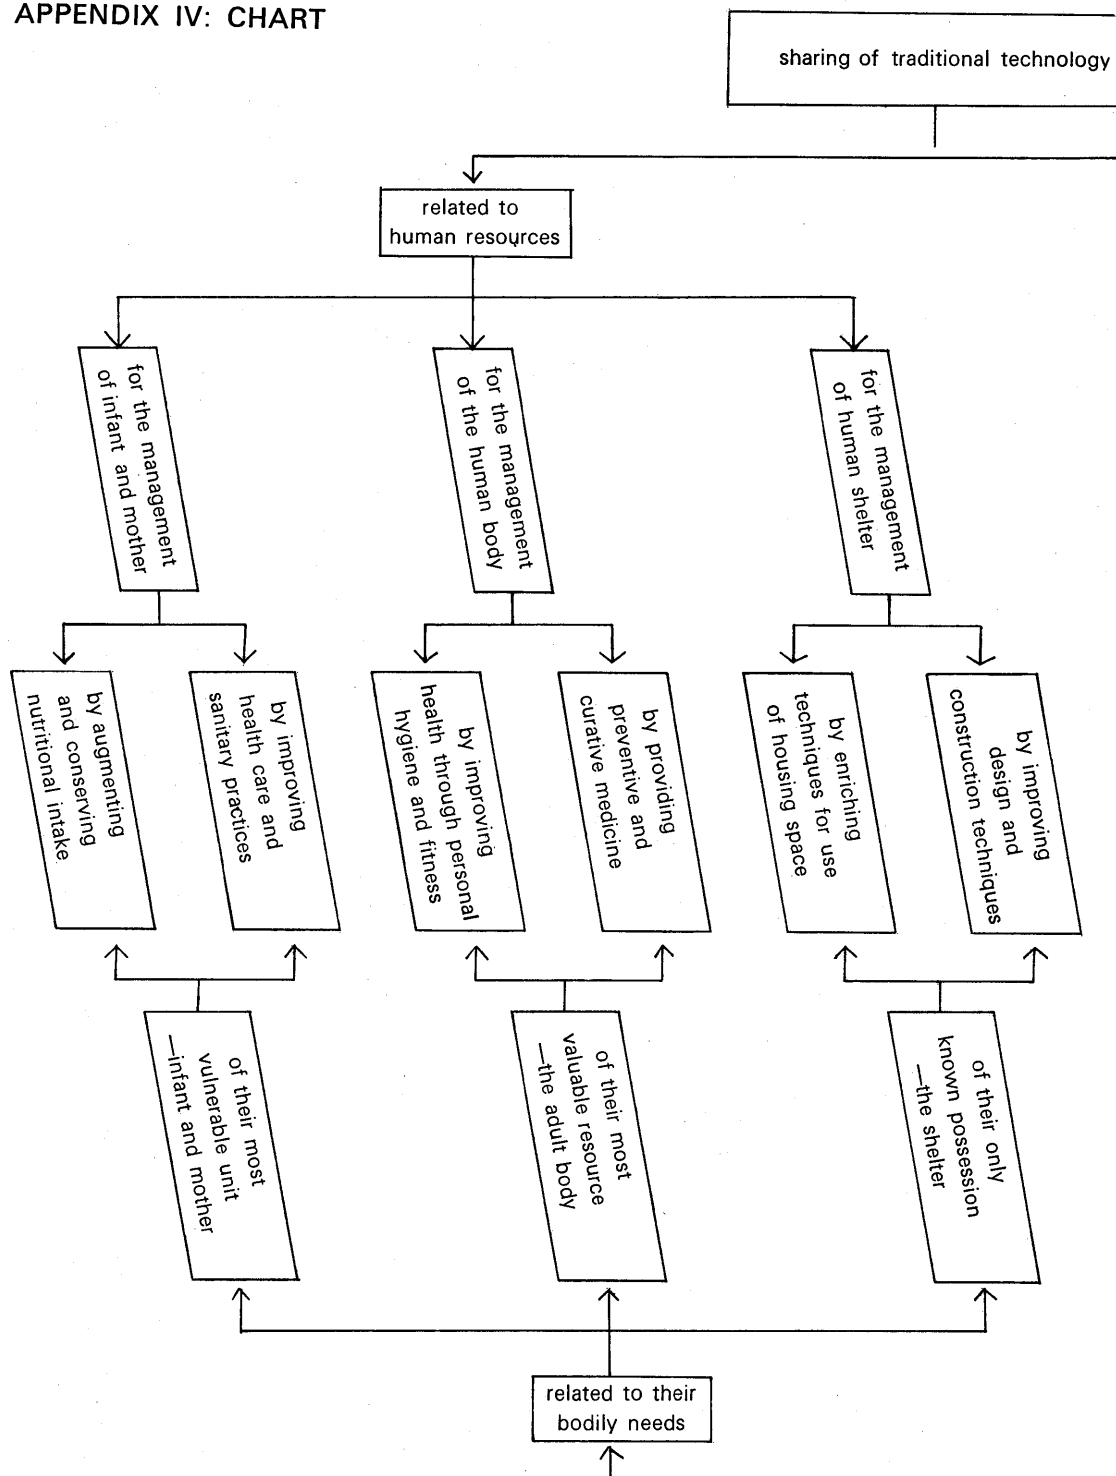 APPENDIX IV: CHART
sharing of traditional technology
related to
human resources
for the management
of infant and mother
for the management
of the human body
for the management
of human shelter
by augmenting
and conserving
nutritional intake
by improving
health care and
sanitary practices
by improving
health through personal
hygiene and fitness
by providing
preventive and
curative medicine
by enriching
techniques for use
of housing space
by improving
design and
construction techniques
of their most
vulnerable unit
—infant and mother
of their most
valuable resource
—the adult body
of their only
known possession
—the shelter
related to their
bodily needs